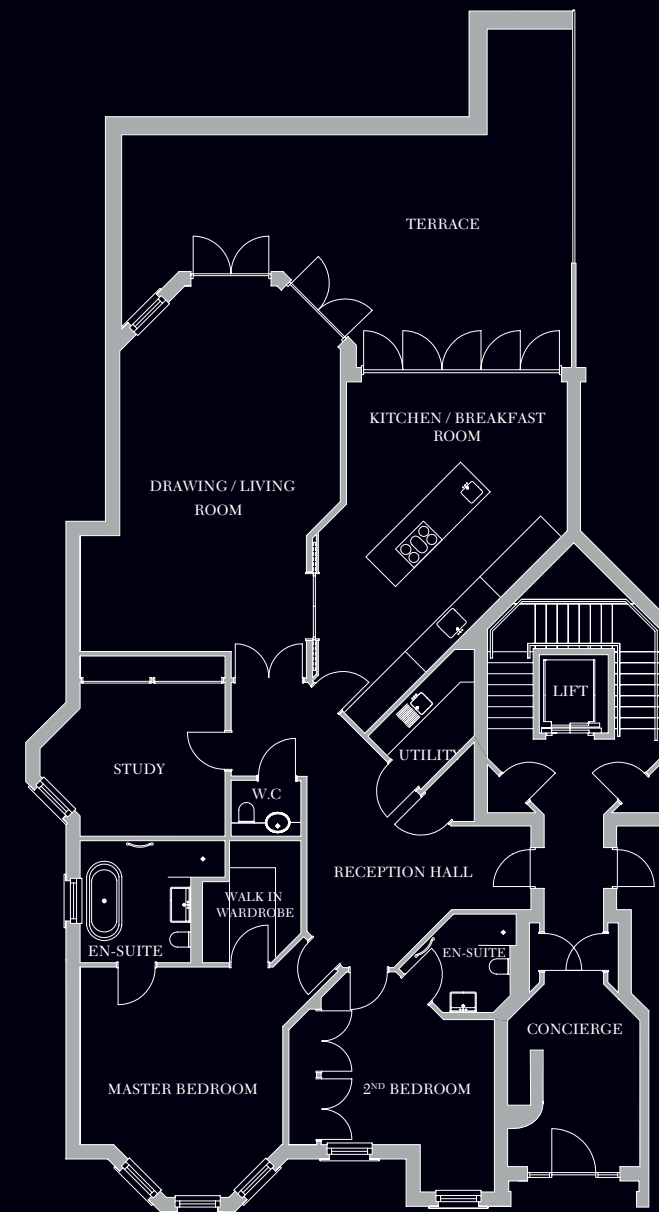 TERRACE
KITCHEN / BREAKFAST
ROOM
DRAWING / LIVING
ROOM
LIFT
UTILITY
STUDY
W.C
RECEPTION HALL
WALK IN
WARDROBE
EN-SUITE
EN-SUITE
CONCIERGE
MASTER BEDROOM
2ND BEDROOM